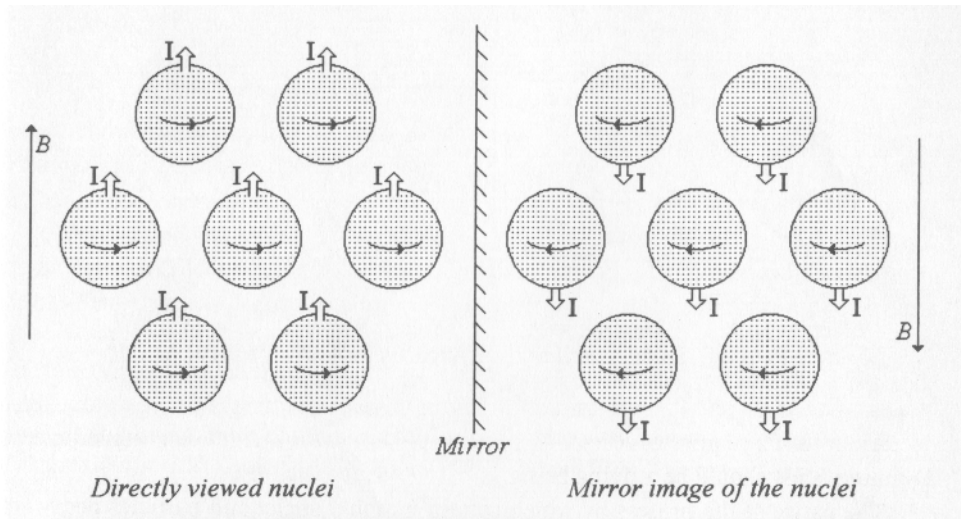 I I
B
I I I
I I
Mirror
Directly viewed nuclei
I I
I I I
B
I I
Mirror image of the nuclei